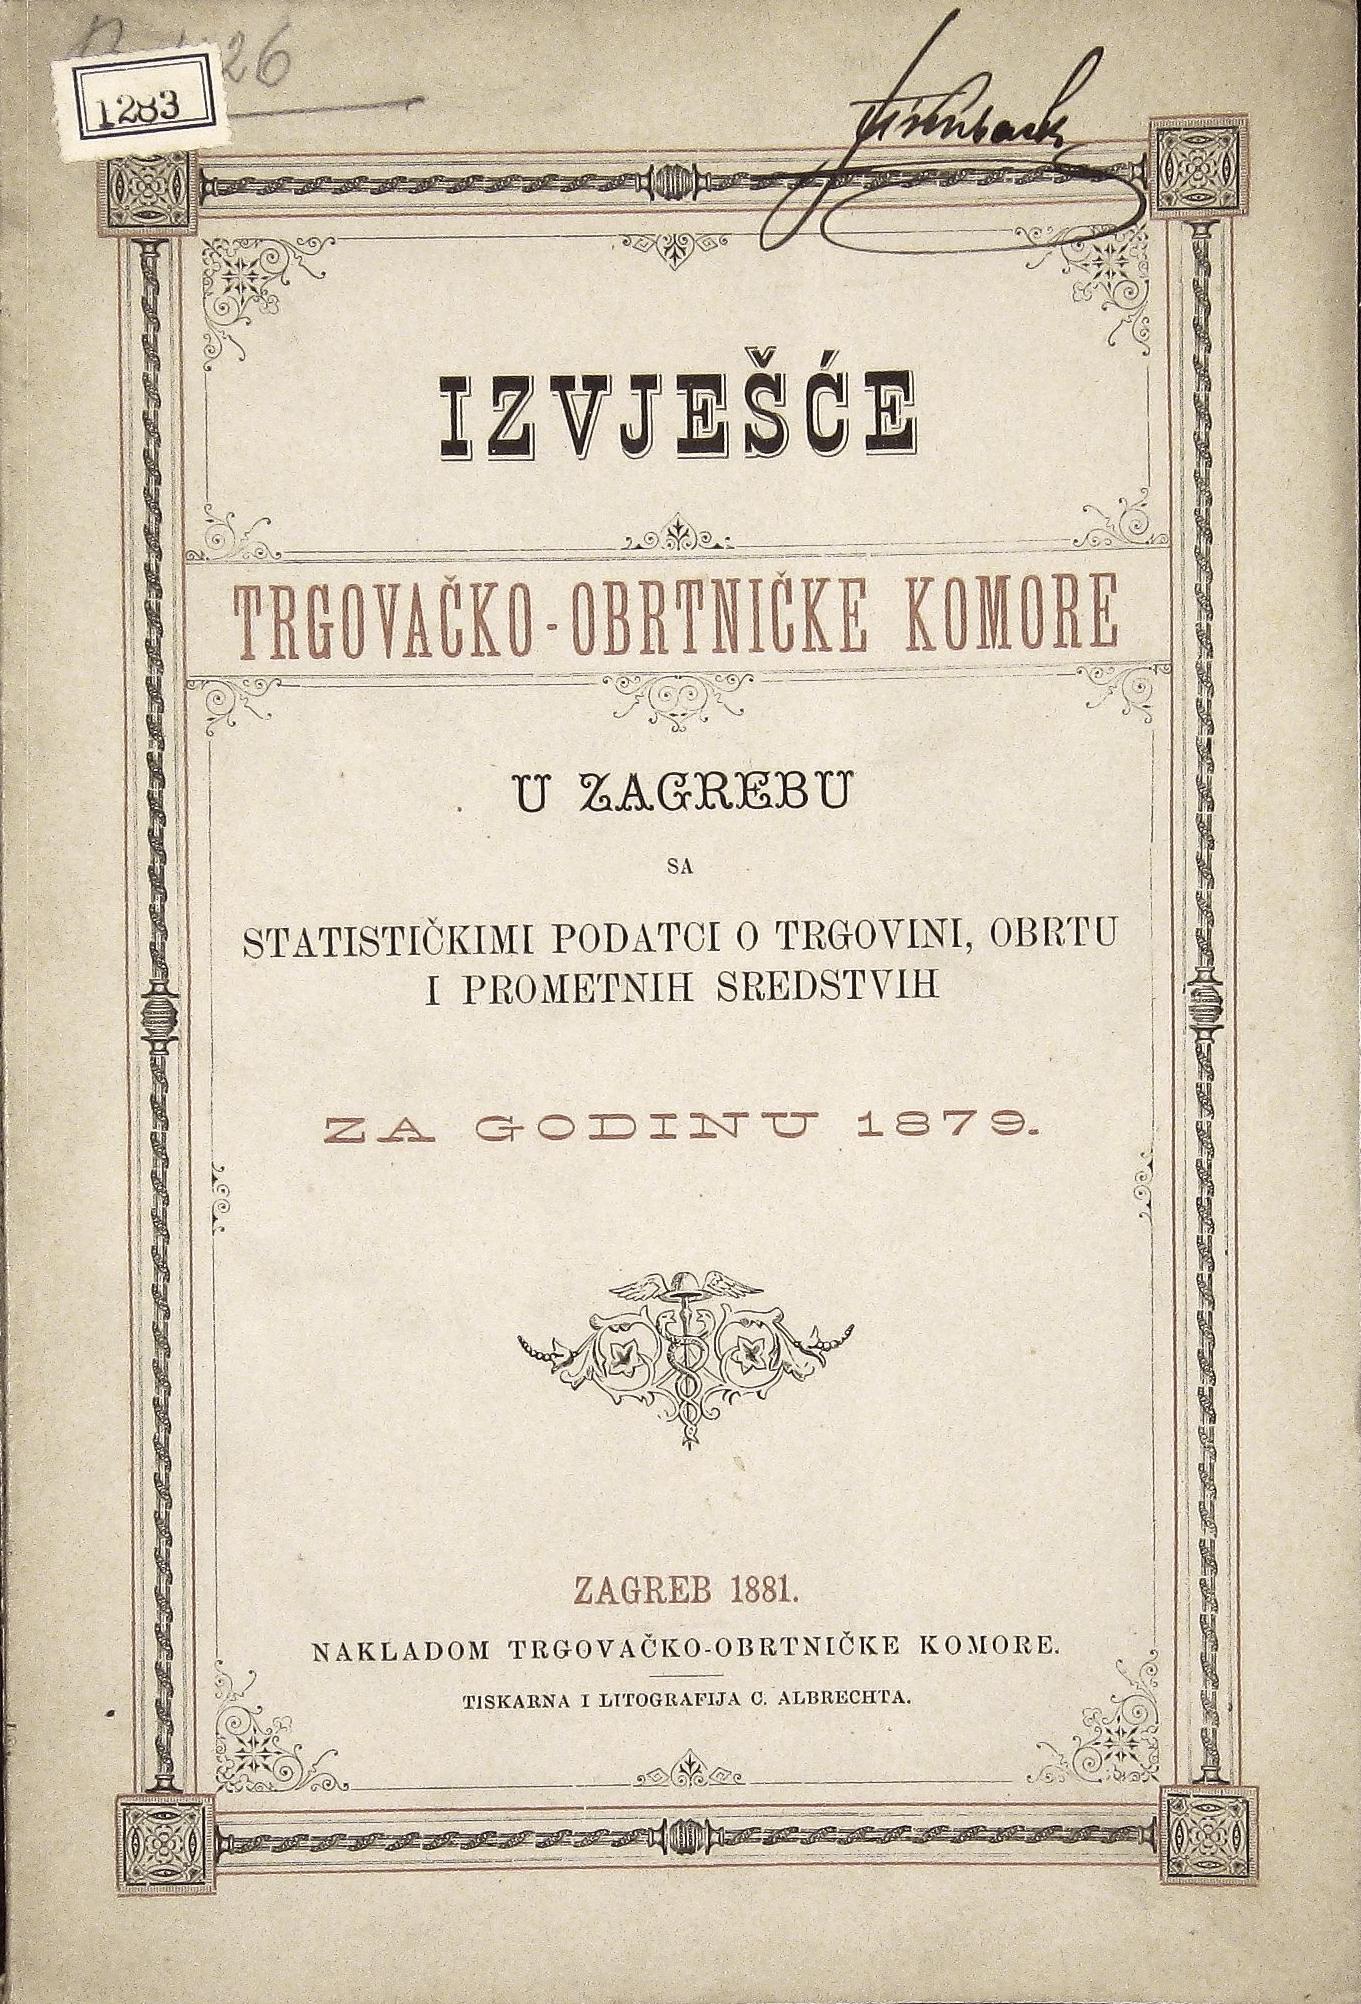 26
1283
IZVJEŠĆE
TRGOVAČKO-OBRTNIČKE KOMORE
U ZAGREBU
SA
STATISTIČKIMI PODATCI O TRGOVINI, OBRTU
I PROMETNIH SREDSTVIH
ZA GODINU 1879.
ZAGREB 1881.
NAKLADOM TRGOVAČKO-OBRTNIČKE KOMORE.
TISKARNA I LITOGRAFIJA C. ALBRECHTA.